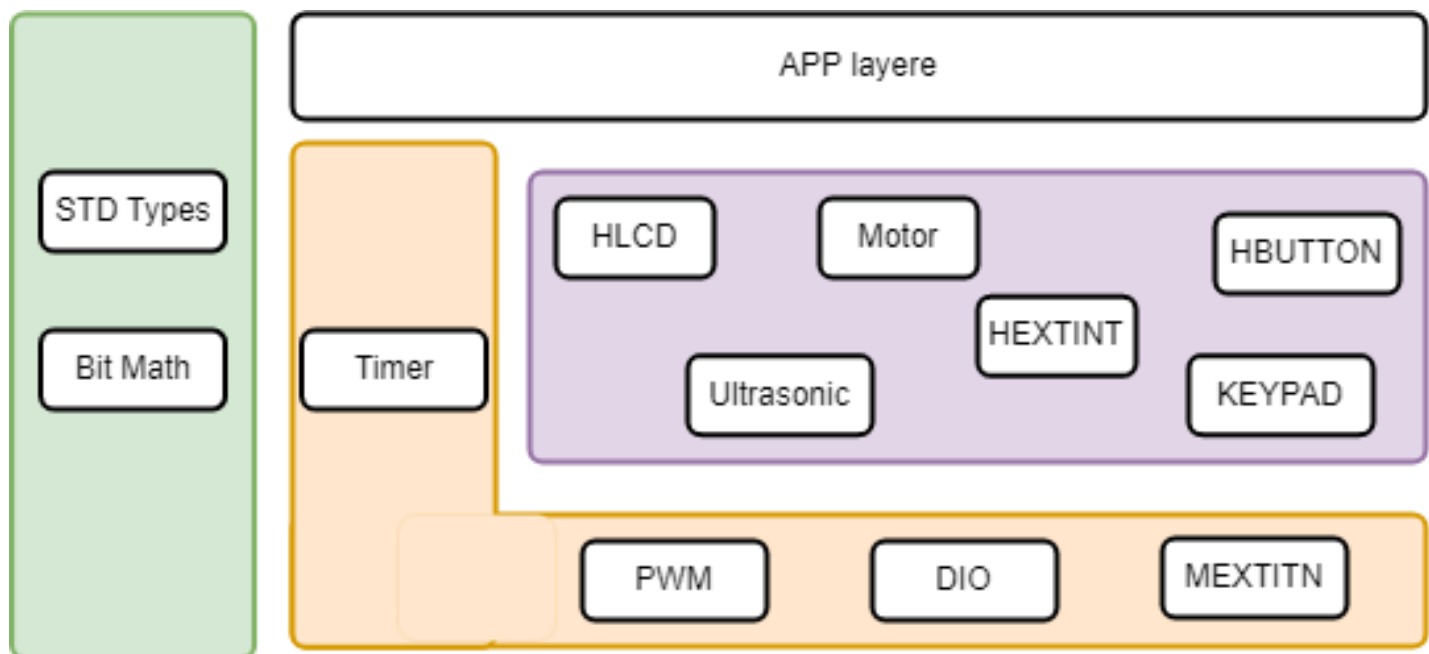 APP layere
STD Types
HLCD
Motor
HBUTTON
HEXTINT
Bit Math
Timer
Ultrasonic
KEYPAD
PWM
DIO
MEXTITN